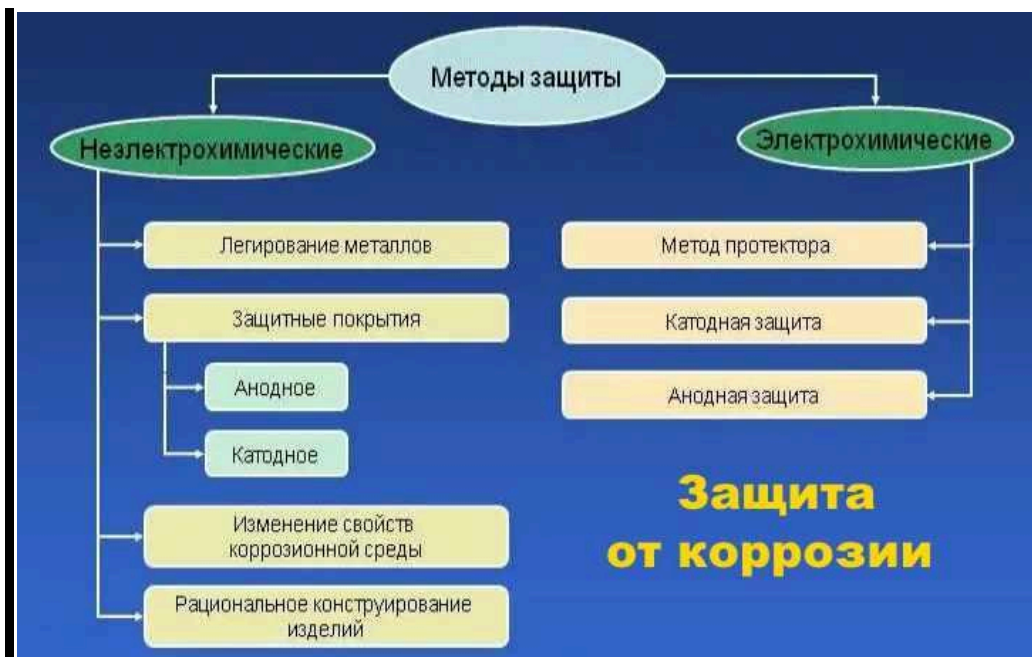 Методы защиты
Неэлектрохимические
Электрохимические
Легирование металлов
Защитные покрытия
Анодное
Катодное
Изменение свойств
коррозионной среды
Рациональное конструирование
изделий
Метод протектора
Катодная защита
Анодная защита
Защита
от коррозии